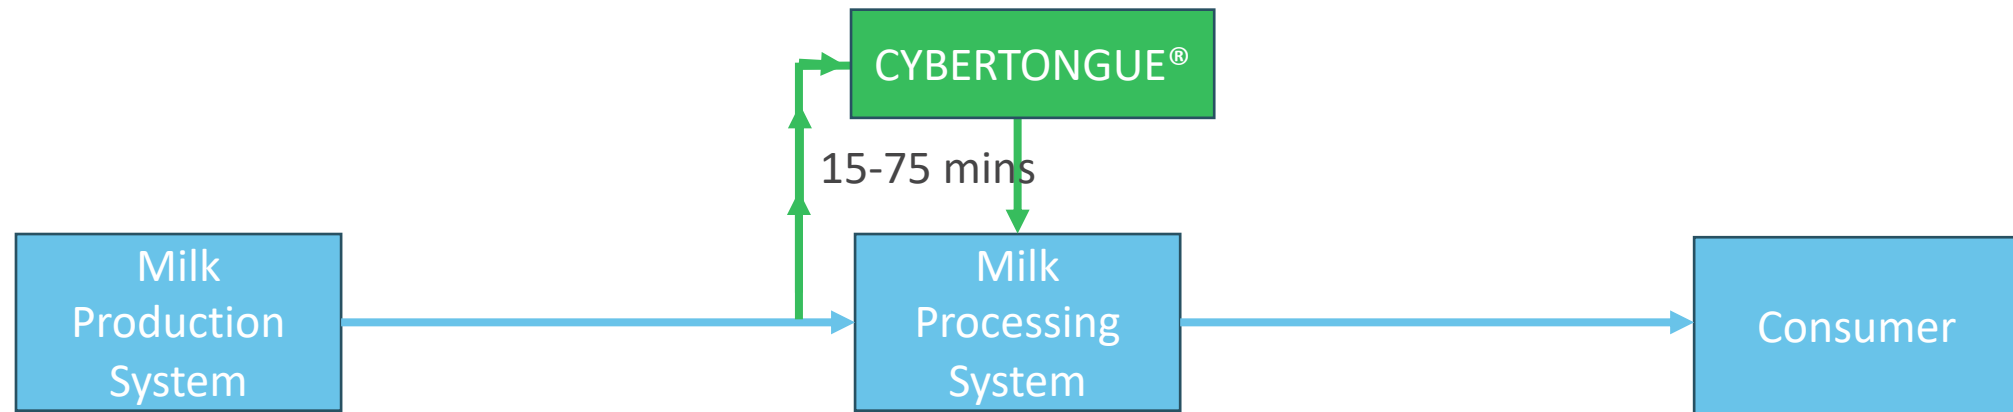 CYBERTONGUE®
15-75 mins
Milk
Production
System
Milk
Processing
System
Consumer